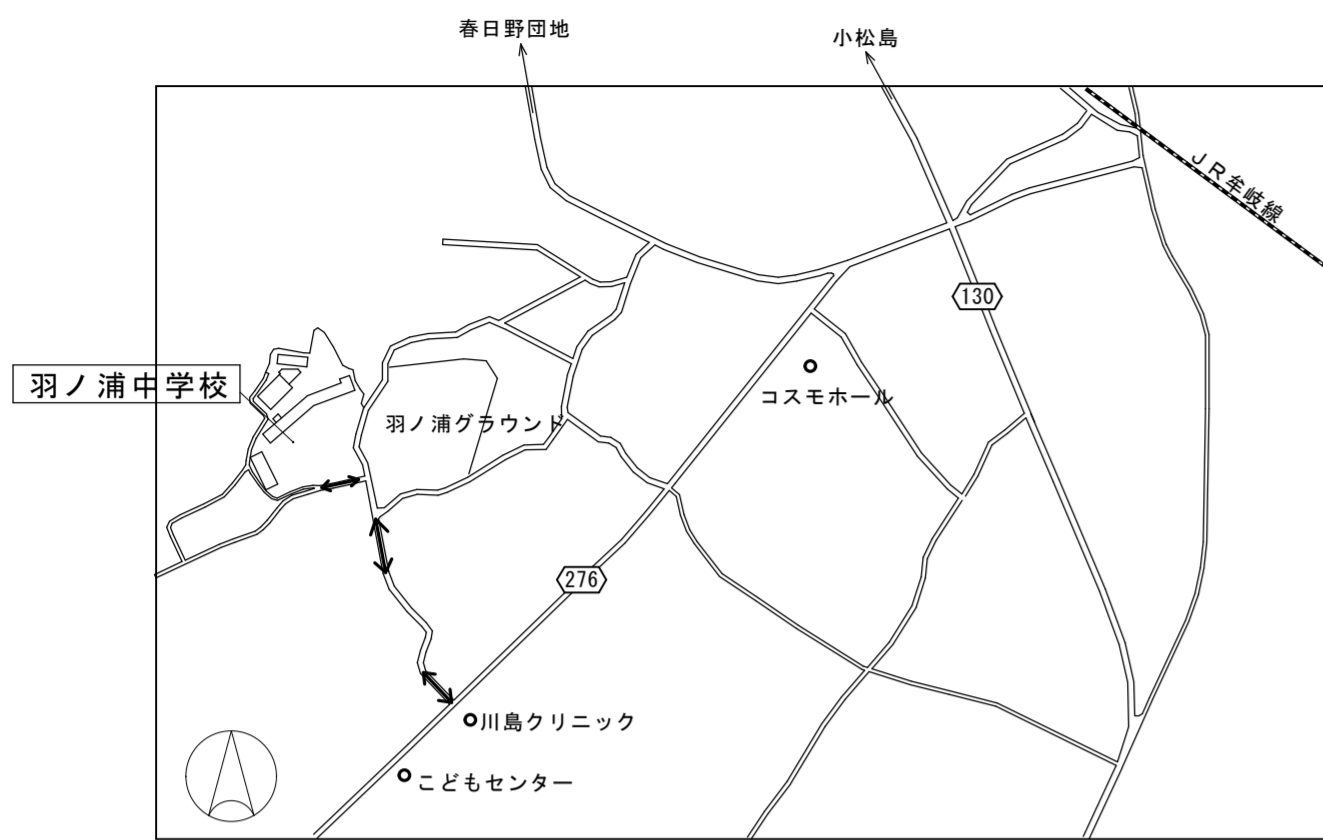 春日野団地
小松島
JR牟岐線
130
羽ノ浦中学校
コスモホール
羽ノ浦グラウンド
276
川島クリニック
こどもセンター